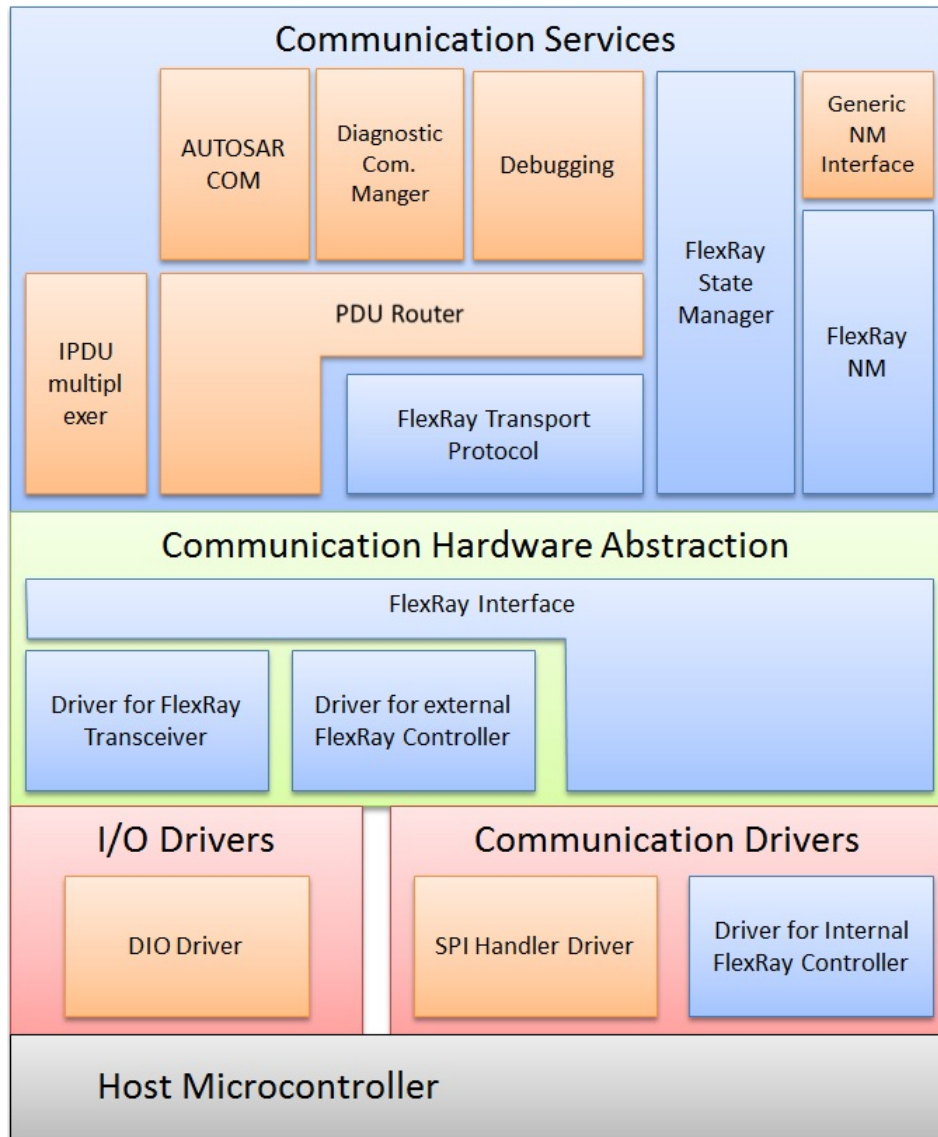 Communication Services
AUTOSAR
COM
Diagnostic
Com.
Manger
Debugging
FlexRay
State
Manager
Generic
NM
Interface
IPDU
multipl
exer
PDU Router
FlexRay Transport
Protocol
FlexRay
NM
Communication Hardware Abstraction
FlexRay Interface
Driver for FlexRay
Transceiver
Driver for external
FlexRay Controller
I/O Drivers
DIO Driver
Communication Drivers
SPI Handler Driver
Driver for Internal
FlexRay Controller
Host Microcontroller